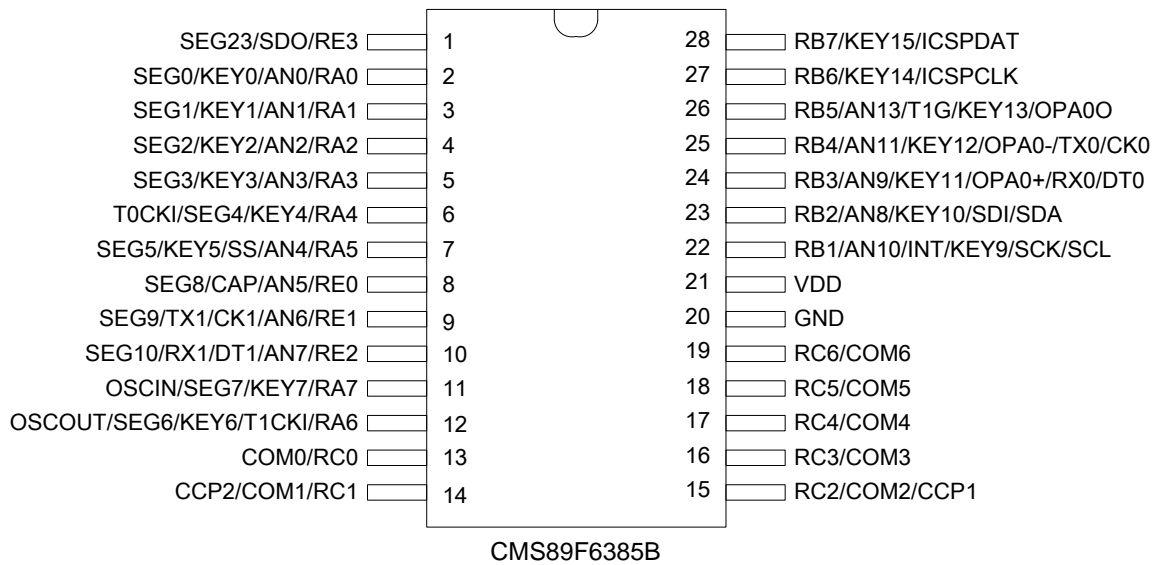 SEG23/SDO/RE3 1 28 RB7/KEY15/ICSPDAT
SEG0/KEY0/AN0/RA0 2 27 RB6/KEY14/ICSPCLK
SEG1/KEY1/AN1/RA1 3 26 RB5/AN13/T1G/KEY13/OPA0O
SEG2/KEY2/AN2/RA2 4 25 RB4/AN11/KEY12/OPA0-/TX0/CK0
SEG3/KEY3/AN3/RA3 5 24 RB3/AN9/KEY11/OPA0+/RX0/DT0
T0CKI/SEG4/KEY4/RA4 6 23 RB2/AN8/KEY10/SDI/SDA
SEG5/KEY5/SS/AN4/RA5 7 22 RB1/AN10/INT/KEY9/SCK/SCL
SEG8/CAP/AN5/RE0 8 21 VDD
SEG9/TX1/CK1/AN6/RE1 9 20 GND
SEG10/RX1/DT1/AN7/RE2 10 19 RC6/COM6
OSCIN/SEG7/KEY7/RA7 11 18 RC5/COM5
OSCOUT/SEG6/KEY6/T1CKI/RA6 12 17 RC4/COM4
COM0/RC0 13 16 RC3/COM3
CCP2/COM1/RC1 14 15 RC2/COM2/CCP1
CMS89F6385B